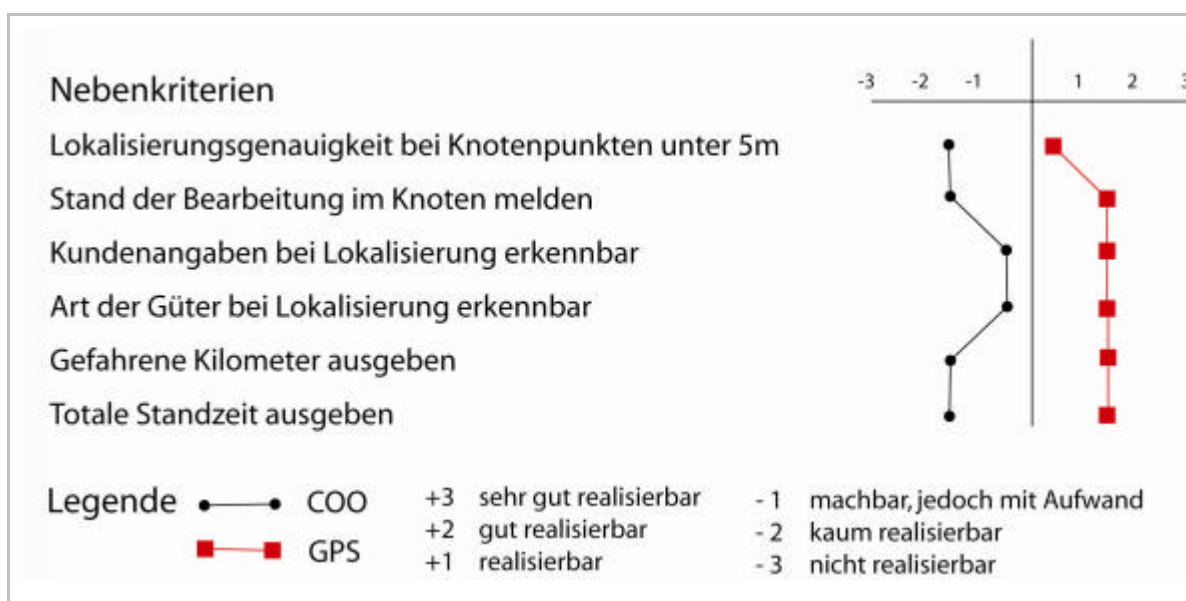 -3 -2 -1 1 2 3
Nebenkriterien
Lokalisierungsgenauigkeit bei Knotenpunkten unter 5m
Stand der Bearbeitung im Knoten melden
Kundenangaben bei Lokalisierung erkennbar
Art der Güter bei Lokalisierung erkennbar
Gefahrene Kilometer ausgeben
Totale Standzeit ausgeben
Legende COO +3 sehr gut realisierbar - 1 machbar, jedoch mit Aufwand
+2 gut realisierbar - 2 kaum realisierbar
GPS +1 realisierbar - 3 nicht realisierbar